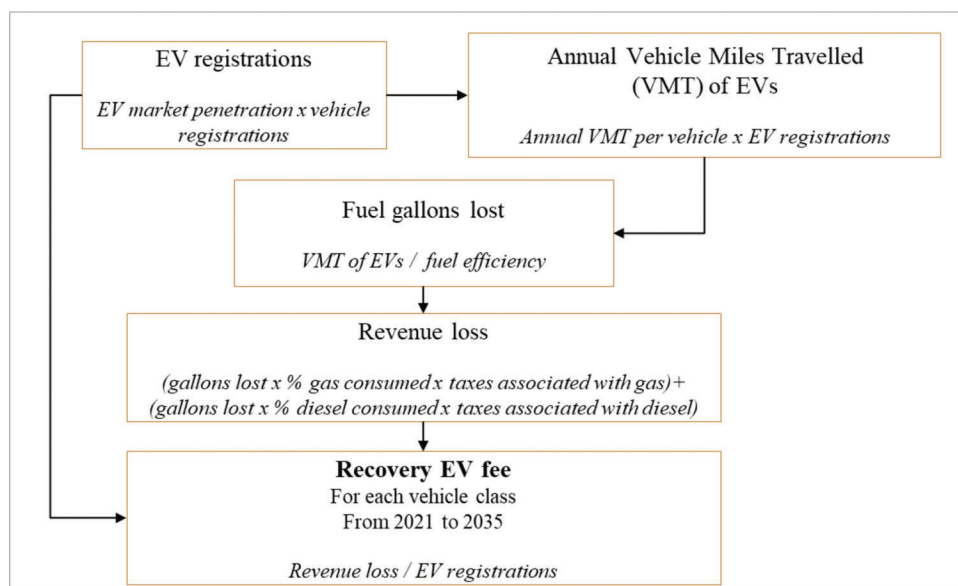 EV registrations
EV market penetration x vehicle
registrations
Annual Vehicle Miles Travelled
(VMT) of EVs
Annual VMT per vehicle x EV registrations
Fuel gallons lost
VMT of EVs / fuel efficiency
Revenue loss
(gallons lost x % gas consumed x taxes associated with gas)+
(gallons lost x % diesel consumed x taxes associated with diesel)
Recovery EV fee
For each vehicle class
From 2021 to 2035
Revenue loss / EV registrations